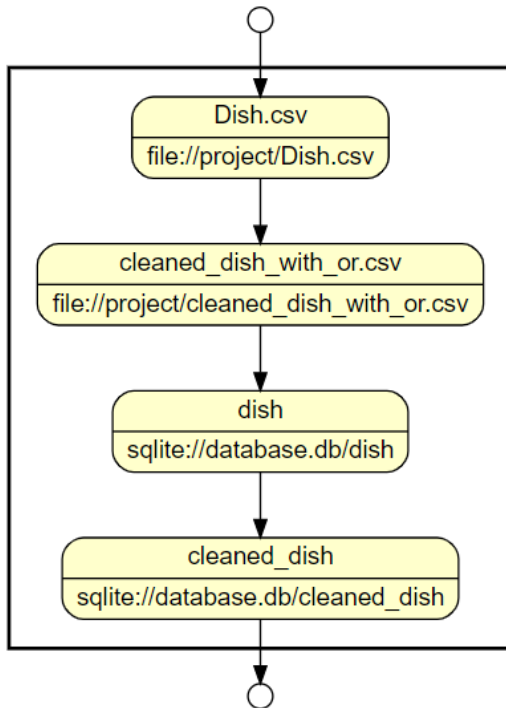 Dish.csv
file://project/Dish.csv
cleaned_dish_with_or.csv
file://project/cleaned_dish_with_or.csv
dish
sqlite://database.db/dish
cleaned_dish
sqlite://database.db/cleaned_dish